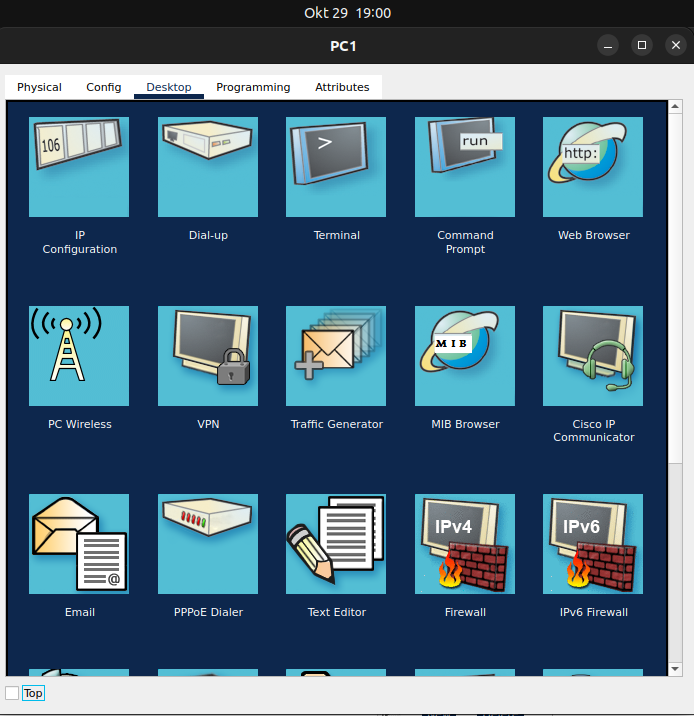 Okt 29 19:00
PC1
Physical Config Desktop Programming Attributes
106
>
run
http:
IP
Configuration
Dial-up
Terminal
Command
Prompt
Web Browser
MIB
PC Wireless
VPN
Traffic Generator
MIB Browser
Cisco IP
Communicator
@
IPv4
IPv6
Email
PPPoE Dialer
Text Editor
Firewall
IPv6 Firewall
Top